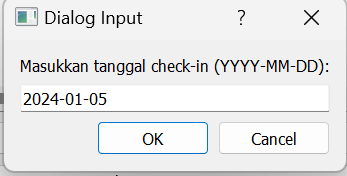 Dialog Input
?
Masukkan tanggal check-in (YYYY-MM-DD):
2024-01-05
OK Cancel